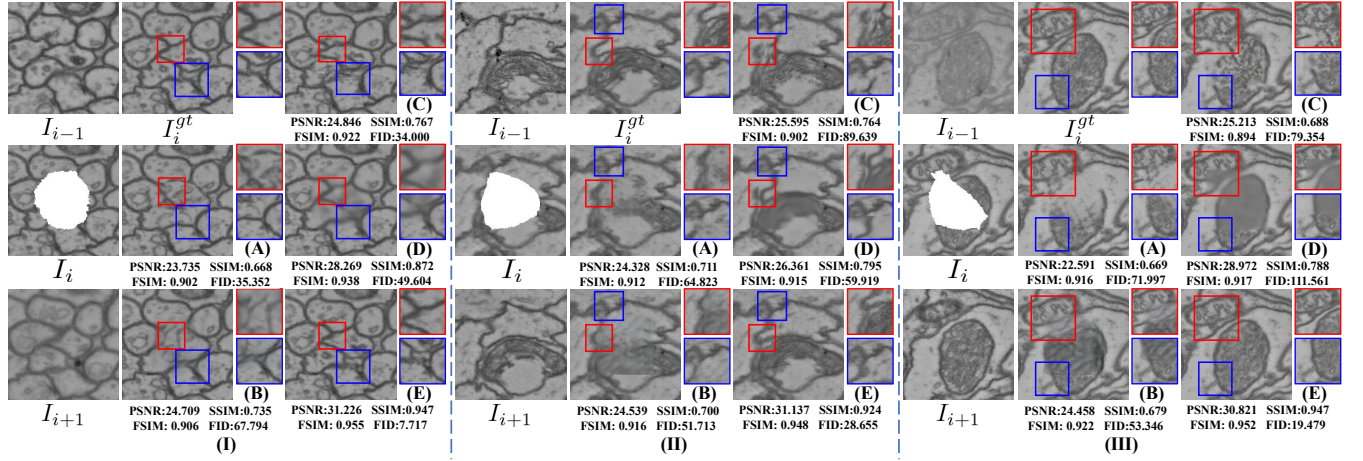 (C)
I_{i-1}
I_i^{gt}
PSNR:24.846 SSIM:0.767
FSIM: 0.922 FID:34.000
(A)
(D)
I_i
PSNR:23.735 SSIM:0.668
FSIM: 0.902 FID:35.352
PSNR:28.269 SSIM:0.872
FSIM: 0.938 FID:49.604
(B)
(E)
I_{i+1}
PSNR:24.709 SSIM:0.735
FSIM: 0.906 FID:67.794
PSNR:31.226 SSIM:0.947
FSIM: 0.955 FID:7.717
(I)
(C)
I_{i-1}
I_i^{gt}
PSNR:25.595 SSIM:0.764
FSIM: 0.902 FID:89.639
(A)
(D)
I_i
PSNR:24.328 SSIM:0.711
FSIM: 0.912 FID:64.823
PSNR:26.361 SSIM:0.795
FSIM: 0.915 FID:59.919
(B)
(E)
I_{i+1}
PSNR:24.539 SSIM:0.700
FSIM: 0.916 FID:51.713
PSNR:31.137 SSIM:0.924
FSIM: 0.948 FID:28.655
(II)
(C)
I_{i-1}
I_i^{gt}
PSNR:25.213 SSIM:0.688
FSIM: 0.894 FID:79.354
(A)
(D)
I_i
PSNR:22.591 SSIM:0.669
FSIM: 0.916 FID:71.997
PSNR:28.972 SSIM:0.788
FSIM: 0.917 FID:111.561
(B)
(E)
I_{i+1}
PSNR:24.458 SSIM:0.679
FSIM: 0.922 FID:53.346
PSNR:30.821 SSIM:0.947
FSIM: 0.952 FID:19.479
(III)